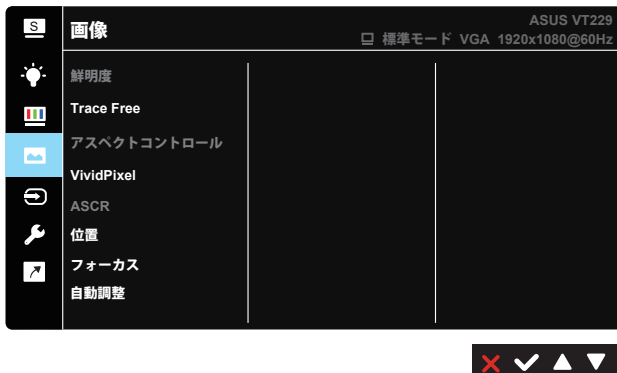 S
画像
ASUS VT229
標準モード VGA 1920x1080@60Hz
鮮明度
Trace Free
アスペクトコントロール
VividPixel
ASCR
位置
フォーカス
自動調整